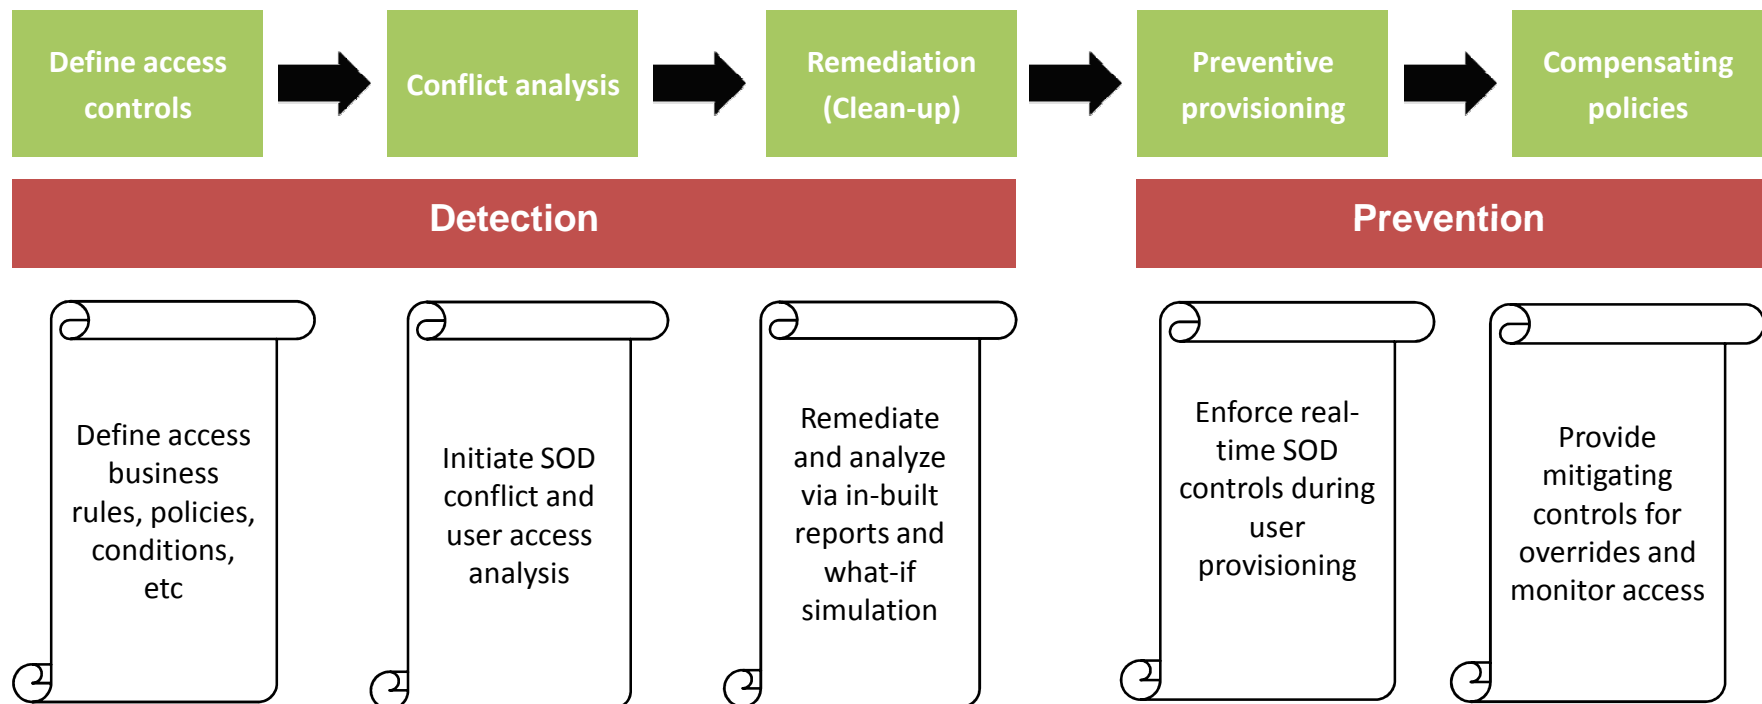 Define access
controls
Conflict analysis
Remediation
(Clean-up)
Preventive
provisioning
Compensating
policies
Detection
Prevention
Define access
business
rules, policies,
conditions,
etc
Initiate SOD
conflict and
user access
analysis
Remediate
and analyze
via in-built
reports and
what-if
simulation
Enforce real-
time SOD
controls during
user
provisioning
Provide
mitigating
controls for
overrides and
monitor access